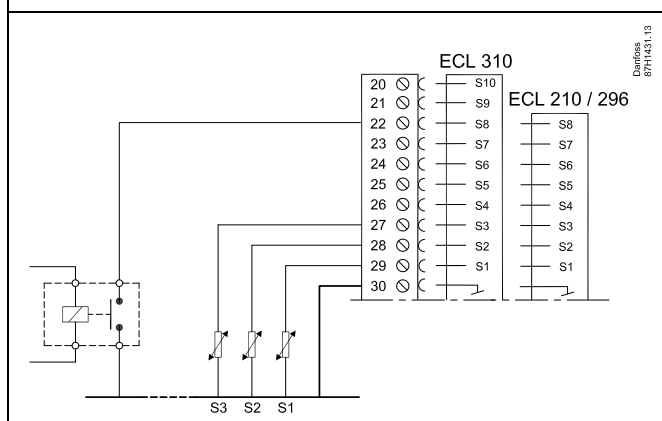 Danfoss
87H1431.13
ECL 310
ECL 210 / 296
20 S10
21 S9
22 S8 S8
23 S7 S7
24 S6 S6
25 S5 S5
26 S4 S4
27 S3 S3
28 S2 S2
29 S1 S1
30
S3 S2 S1